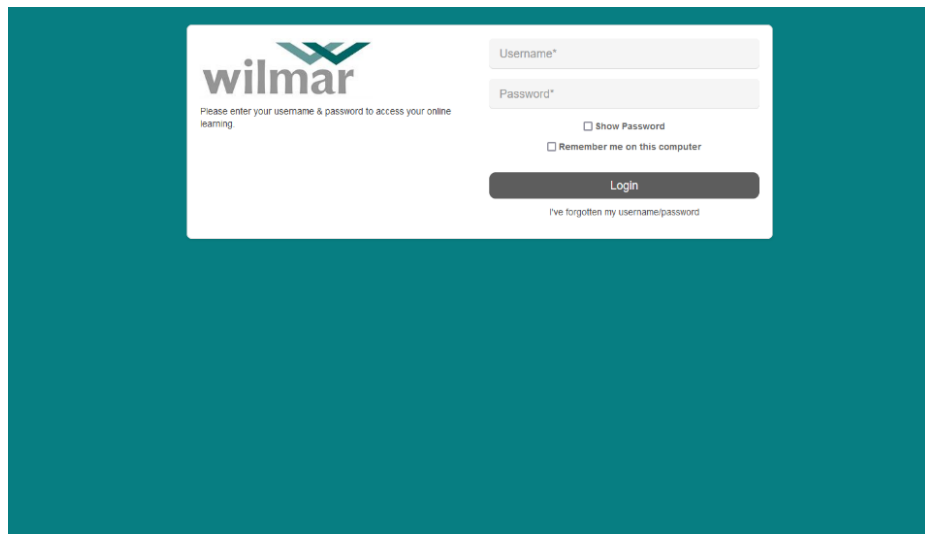 wilmar
Please enter your username & password to access your online
learning.
Username*
Password*
Show Password
Remember me on this computer
Login
I've forgotten my username/password